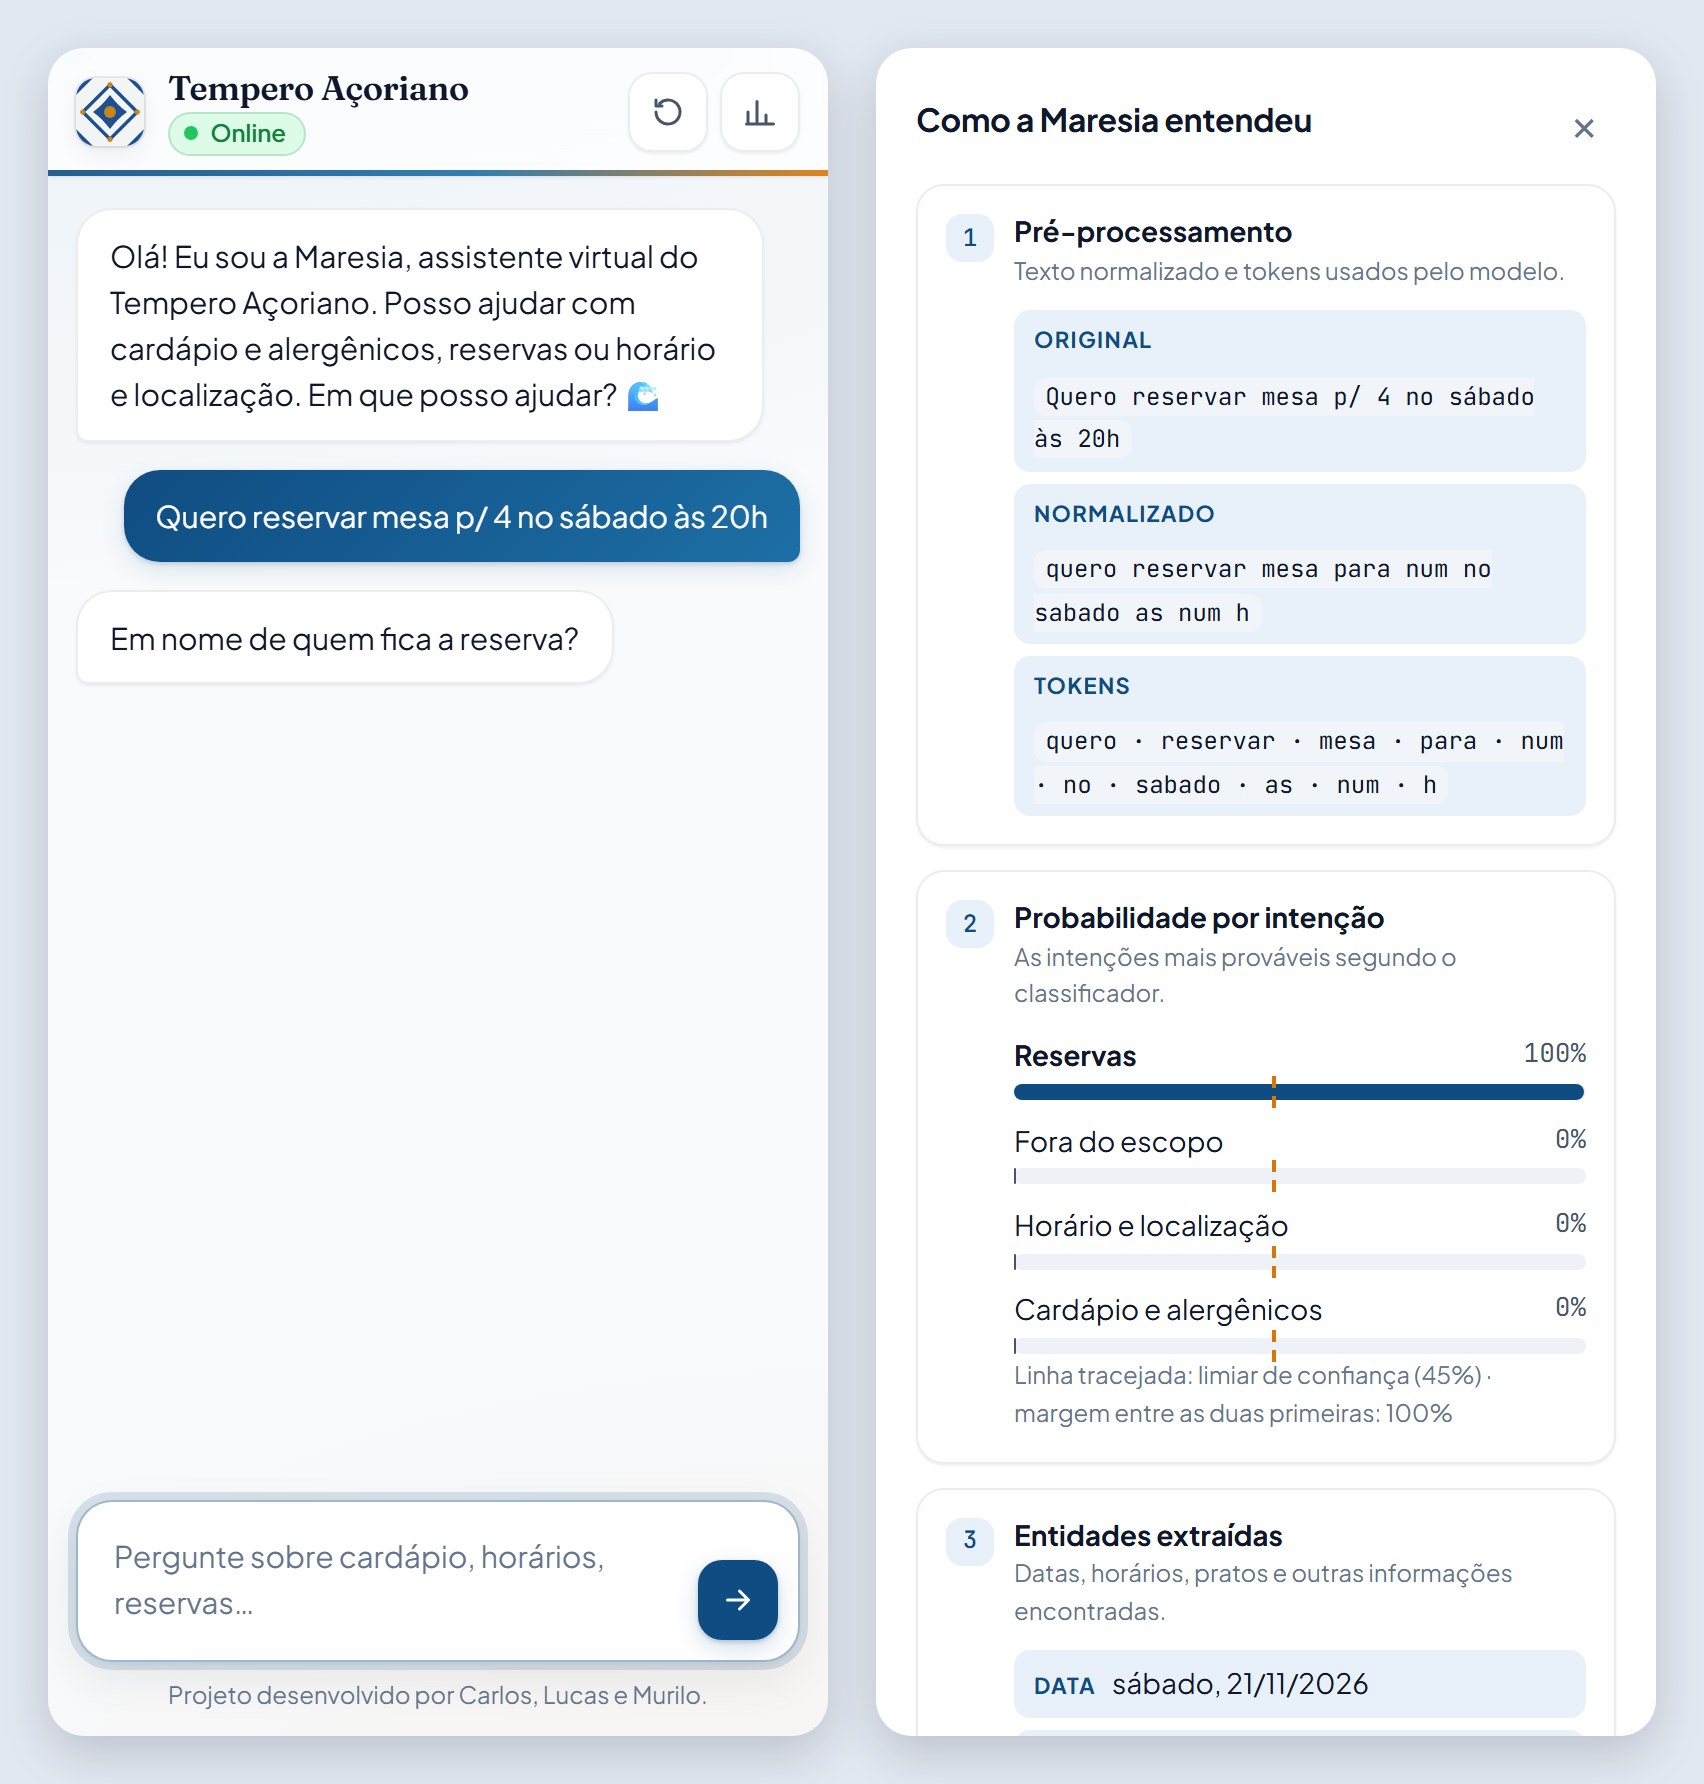 Tempero Açoriano
Online
Olá! Eu sou a Maresia, assistente virtual do
Tempero Açoriano. Posso ajudar com
cardápio e alergênicos, reservas ou horário
e localização. Em que posso ajudar? 🌊
Quero reservar mesa p/ 4 no sábado às 20h
Em nome de quem fica a reserva?
Pergunte sobre cardápio, horários,
reservas…
Projeto desenvolvido por Carlos, Lucas e Murilo.
Como a Maresia entendeu
1
Pré-processamento
Texto normalizado e tokens usados pelo modelo.
ORIGINAL
Quero reservar mesa p/ 4 no sábado
às 20h
NORMALIZADO
quero reservar mesa para num no
sabado as num h
TOKENS
quero · reservar · mesa · para · num
· no · sabado · as · num · h
2
Probabilidade por intenção
As intenções mais prováveis segundo o
classificador.
Reservas 100%
Fora do escopo 0%
Horário e localização 0%
Cardápio e alergênicos 0%
Linha tracejada: limiar de confiança (45%) ·
margem entre as duas primeiras: 100%
3
Entidades extraídas
Datas, horários, pratos e outras informações
encontradas.
DATA sábado, 21/11/2026